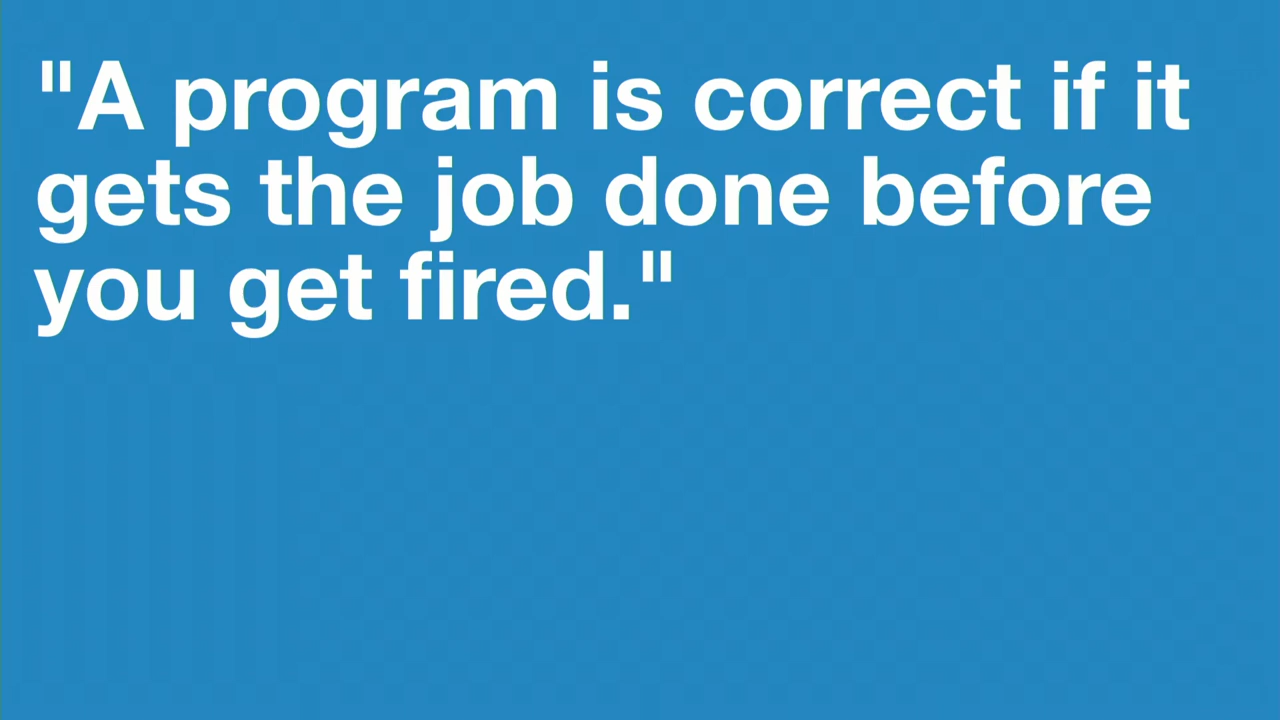 "A program is correct if it
gets the job done before
you get fired."